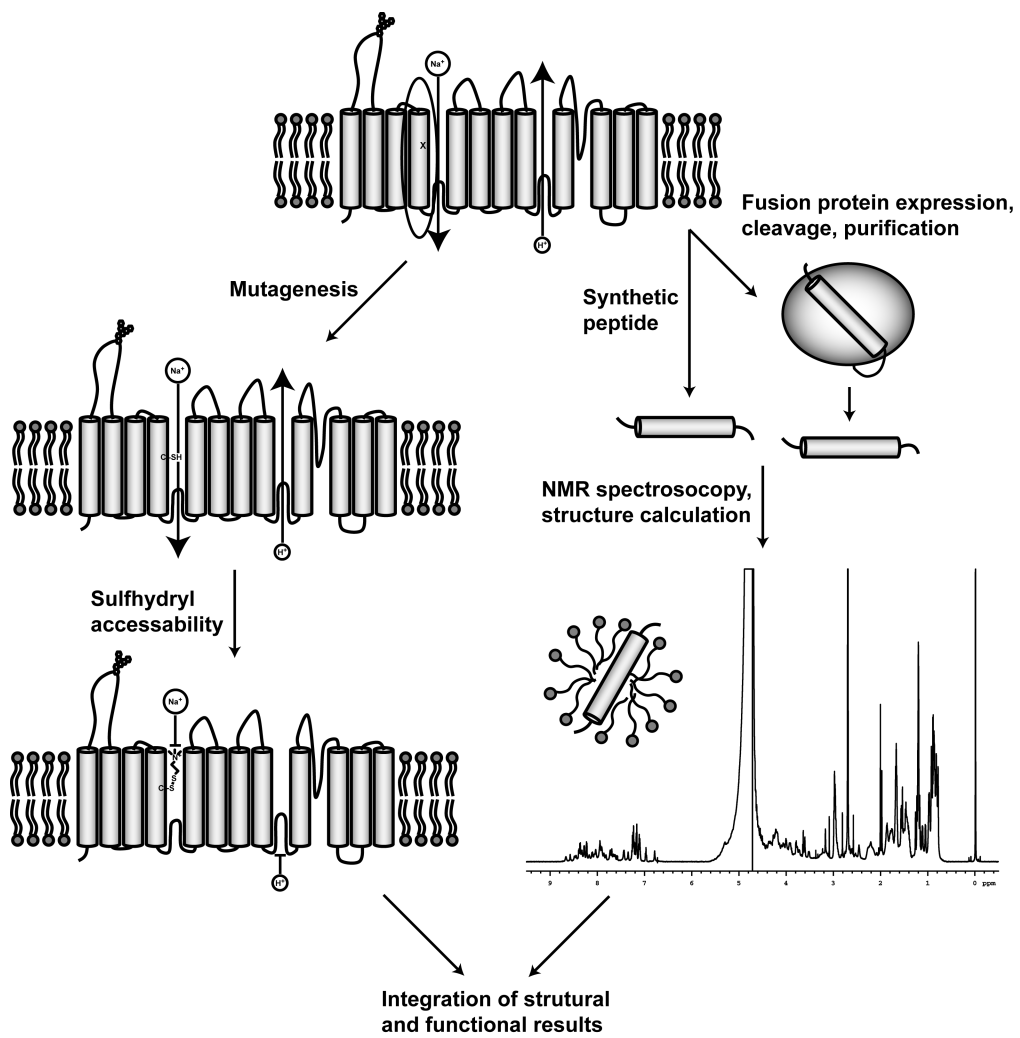 Na+
X
H+
Fusion protein expression,
cleavage, purification
Mutagenesis
Synthetic
peptide
Na+
C-SH
H+
NMR spectrosocopy,
structure calculation
Sulfhydryl
accessability
Na+
N
S
C-S
H+
9 8 7 6 5 4 3 2 1 0 ppm
Integration of strutural
and functional results